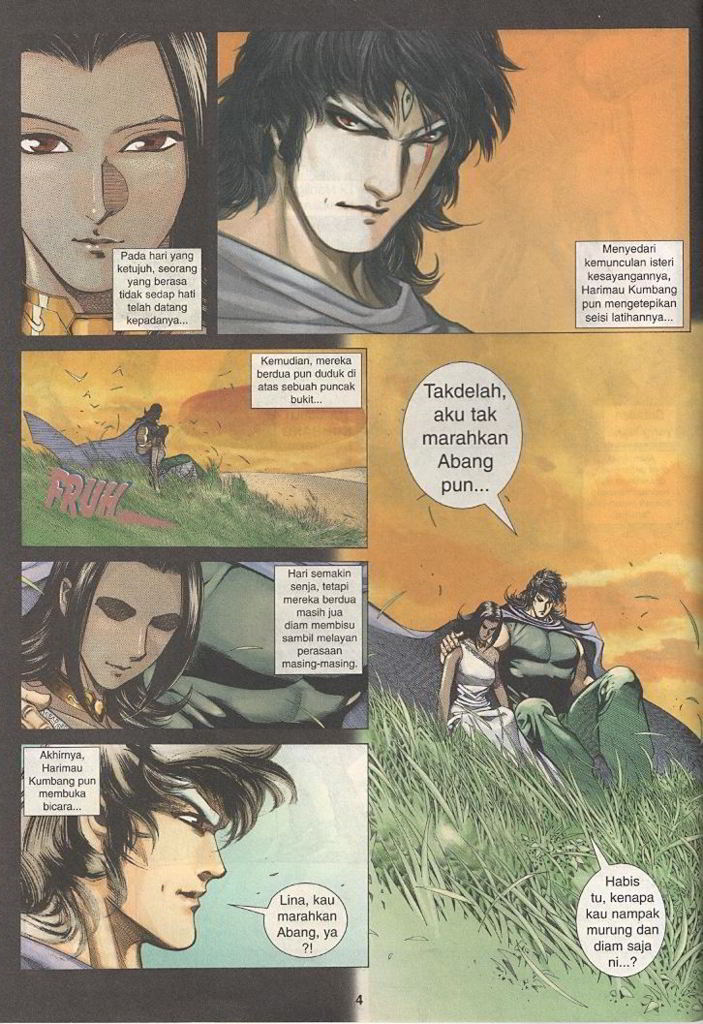 Pada hari yang
ketujuh, seorang
yang berasa
tidak sedap hati
telah datang
kepadanya...
Menyedari
kemunculan isteri
kesayangannya,
Harimau Kumbang
pun mengetepikan
seisi latihannya...
Kemudian, mereka
berdua pun duduk di
atas sebuah puncak
bukit...
FRUH...
Hari semakin
senja, tetapi
mereka berdua
masih jua
diam membisu
sambil melayan
perasaan
masing-masing.
Akhirnya,
Harimau
Kumbang pun
membuka
bicara...
Lina, kau
marahkan
Abang, ya
?!
Takdelah,
aku tak
marahkan
Abang
pun...
Habis
tu, kenapa
kau nampak
murung dan
diam saja
ni...?
4